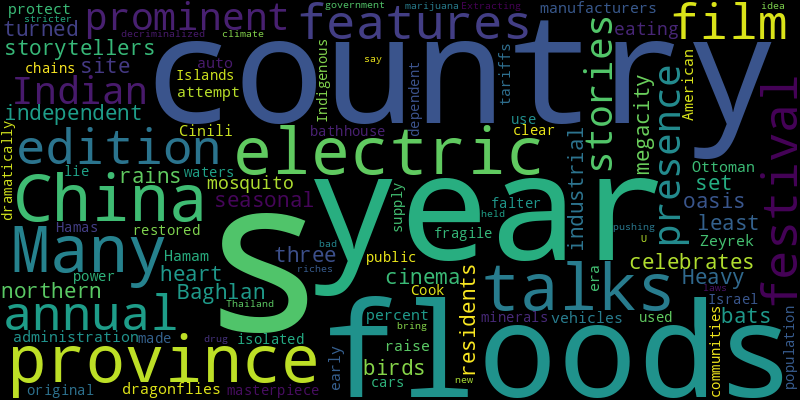 protect
stricter
turned
prominent
decriminalized
government
features
marijuana
Extracting
climate
manufacturers
eating
film
idea
storytellers
chains
site
auto
Islands
attempt
country
say
Indigenous
dependent
tariffs
stories
megacity
American
Indian
independent
Cinili
bathhouse
use
clear
industrial
presence
festival
dramatically
edition
electric
Ottoman
lie
rains
waters
mosquito
set
oasis
China
seasonal
s
year
supply
falter
held
fragile
pushing
u
least
Zeyrek
Many
Hamas
restored
Hamam
three
bad
riches
public
power
heart
Baghlan
Thailand
cinema
Cook
residents
talks
era
celebrates
Heavy
Israel
northern
annual
administration
made
drug
isolated
percent
bring
raise
minerals
vehicles
used
laws
bats
communities
population
province
early
birds
cars
new
floods
original
dragonflies
masterpiece